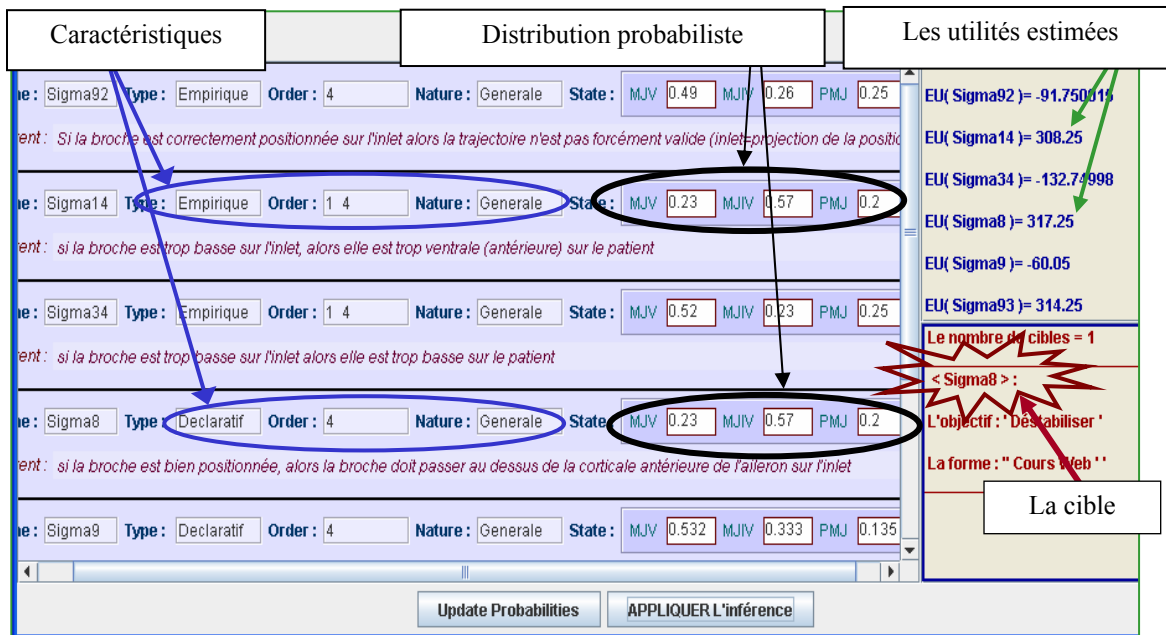 Caractéristiques
Distribution probabiliste
Les utilités estimées
ne : Sigma92 Type : Empirique Order : 4 Nature : Generale State : MJV 0.49 MJIV 0.26 PMJ 0.25
rent : Si la broche est correctement positionnée sur l'inlet alors la trajectoire n'est pas forcément valide (inlet=projection de la positio
ne : Sigma14 Type : Empirique Order : 1 4 Nature : Generale State : MJV 0.23 MJIV 0.57 PMJ 0.2
rent : si la broche est trop basse sur l'inlet, alors elle est trop ventrale (antérieure) sur le patient
ne : Sigma34 Type : Empirique Order : 1 4 Nature : Generale State : MJV 0.52 MJIV 0.23 PMJ 0.25
rent : si la broche est trop basse sur l'inlet alors elle est trop basse sur le patient
ne : Sigma8 Type : Declaratif Order : 4 Nature : Generale State : MJV 0.23 MJIV 0.57 PMJ 0.2
rent : si la broche est bien positionnée, alors la broche doit passer au dessus de la corticale antérieure de l'aileron sur l'inlet
ne : Sigma9 Type : Declaratif Order : 4 Nature : Generale State : MJV 0.532 MJIV 0.333 PMJ 0.135
EU( Sigma92 )= -91.750015
EU( Sigma14 )= 308.25
EU( Sigma34 )= -132.74998
EU( Sigma8 )= 317.25
EU( Sigma9 )= -60.05
EU( Sigma93 )= 314.25
Le nombre de cibles = 1
< Sigma8 > :
L'objectif : ' Déstabiliser '
La forme : " Cours Web ' '
La cible
Update Probabilities
APPLIQUER L'inférence